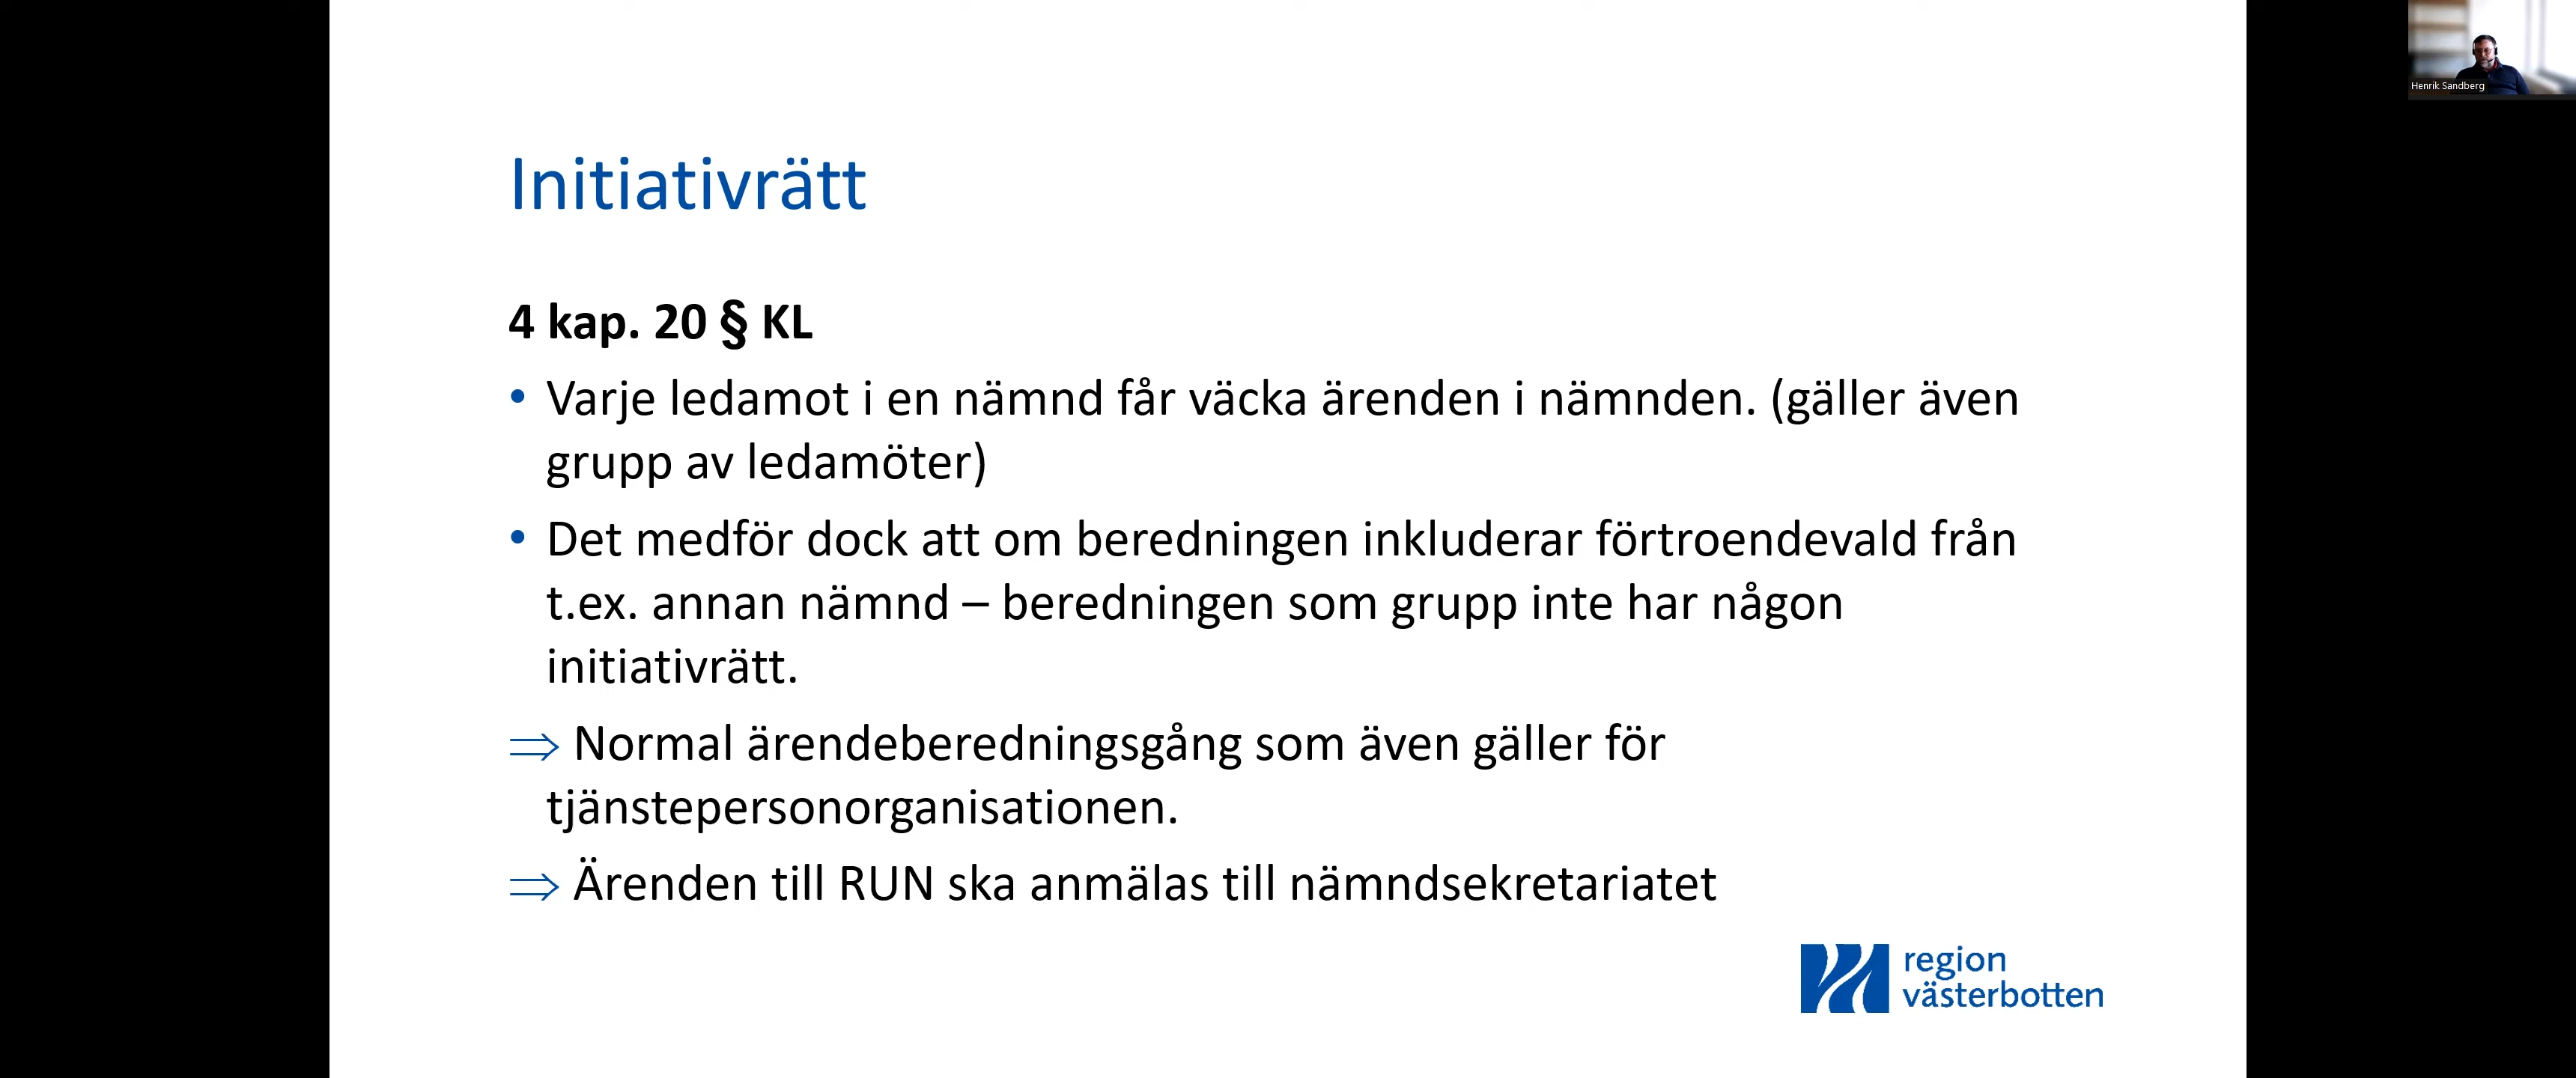 Henrik Sandberg
Initiativrätt
4 kap. 20 § KL
• Varje ledamot i en nämnd får väcka ärenden i nämnden. (gäller även
grupp av ledamöter)
• Det medför dock att om beredningen inkluderar förtroendevald från
t.ex. annan nämnd – beredningen som grupp inte har någon
initiativrätt.
⇒ Normal ärendeberedningsgång som även gäller för
tjänstepersonorganisationen.
⇒ Ärenden till RUN ska anmälas till nämndsekretariatet
region
västerbotten